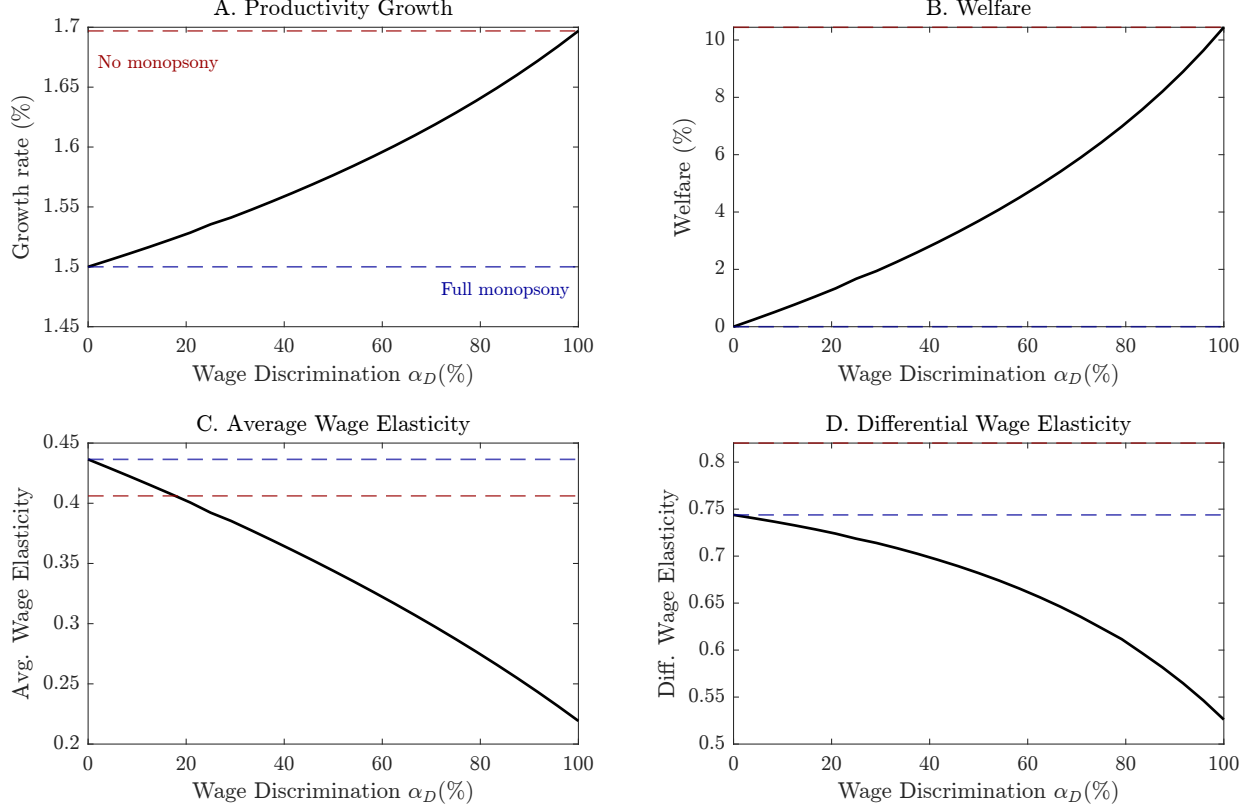 A. Productivity Growth
1.7
1.65
1.6
1.55
1.5
1.45
Growth rate (%)
No monopsony
Full monopsony
0 20 40 60 80 100
Wage Discrimination α_D(%)
B. Welfare
10
8
6
4
2
0
Welfare (%)
0 20 40 60 80 100
Wage Discrimination α_D(%)
C. Average Wage Elasticity
0.45
0.4
0.35
0.3
0.25
0.2
Avg. Wage Elasticity
0 20 40 60 80 100
Wage Discrimination α_D(%)
D. Differential Wage Elasticity
0.8
0.75
0.7
0.65
0.6
0.55
0.5
Diff. Wage Elasticity
0 20 40 60 80 100
Wage Discrimination α_D(%)